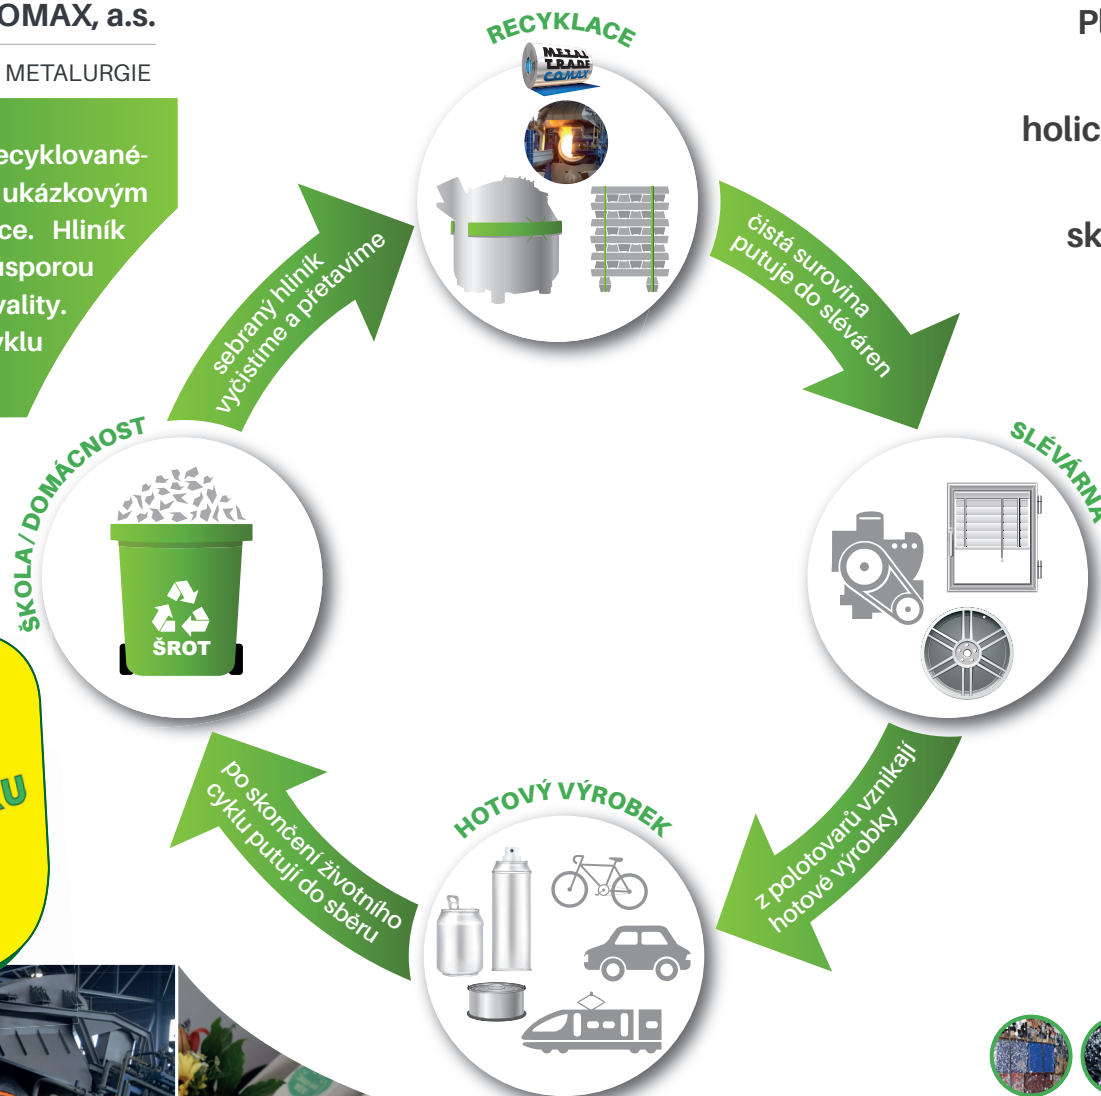 OMAX, a.s.
METALURGIE
ecyklované-
ukázkovým
ce. Hliník
úsporou
vality.
yklu
RECYKLACE
METAL
TRADE
COMAX
Pl
holic
sk
sebraný hliník
vyčistíme a přetavíme
čistá surovina
putuje do sléváren
ŠKOLA / DOMÁCNOST
ŠROT
SLÉVÁRNA
HOTOVÝ VÝROBEK
po skončení životního
cyklu putují do sběru
z polotovarů vznikají
hotové výrobky